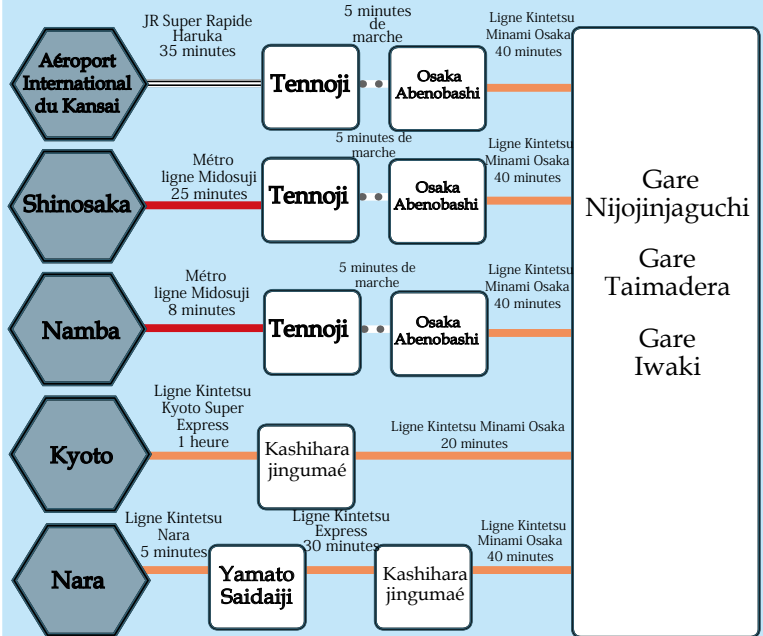 JR Super Rapide
Haruka
35 minutes
5 minutes
de
marche
Ligne Kintetsu
Minami Osaka
40 minutes
Aéroport
International
du Kansai
Tennoji
Osaka
Abenobashi
Métro
ligne Midosuji
25 minutes
5 minutes de
marche
Ligne Kintetsu
Minami Osaka
40 minutes
Shinosaka
Tennoji
Osaka
Abenobashi
Métro
ligne Midosuji
8 minutes
5 minutes de
marche
Ligne Kintetsu
Minami Osaka
40 minutes
Namba
Tennoji
Osaka
Abenobashi
Ligne Kintetsu
Kyoto Super
Express
1 heure
Ligne Kintetsu Minami Osaka
20 minutes
Kyoto
Kashihara
jingumaé
Ligne Kintetsu
Nara
5 minutes
Ligne Kintetsu
Express
30 minutes
Ligne Kintetsu
Minami Osaka
40 minutes
Nara
Yamato
Saidaiji
Kashihara
jingumaé
Gare
Nijojinjaguchi
Gare
Taimadera
Gare
Iwaki